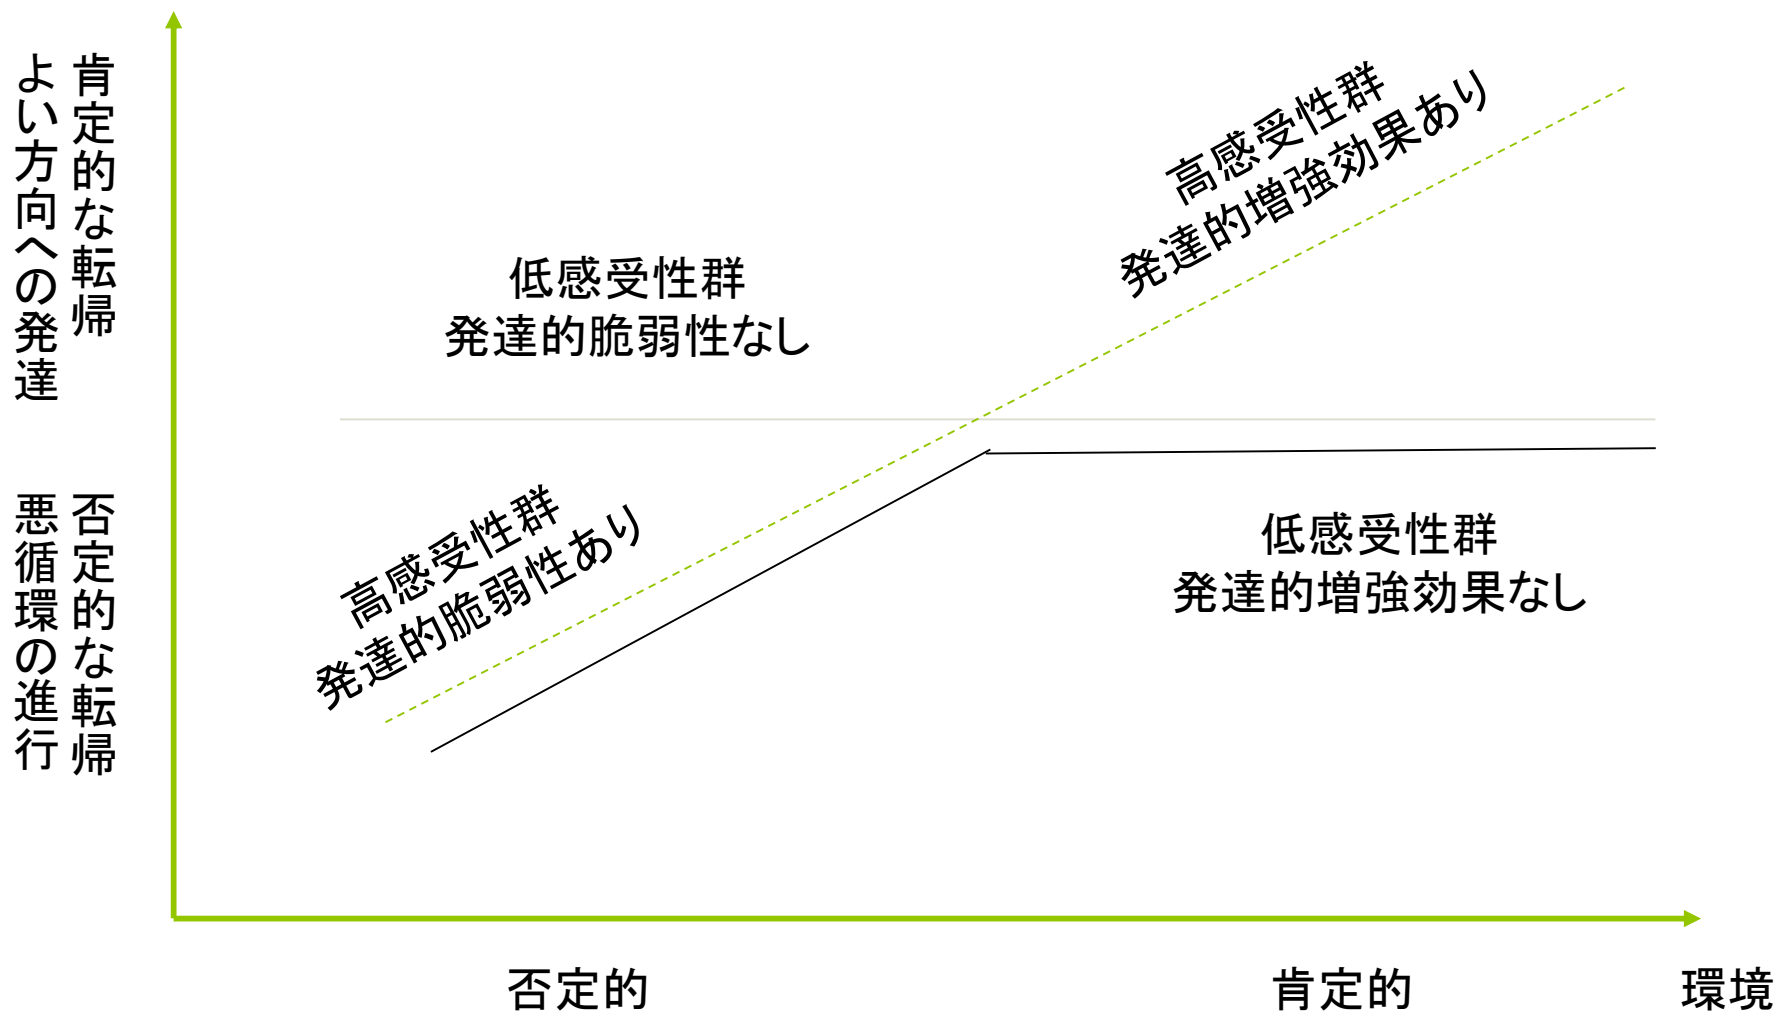 肯定的な転帰
よい方向への発達
否定的な転帰
悪循環の進行
低感受性群
発達的脆弱性なし
高感受性群
発達的増強効果あり
高感受性群
発達的脆弱性あり
低感受性群
発達的増強効果なし
否定的
肯定的
環境